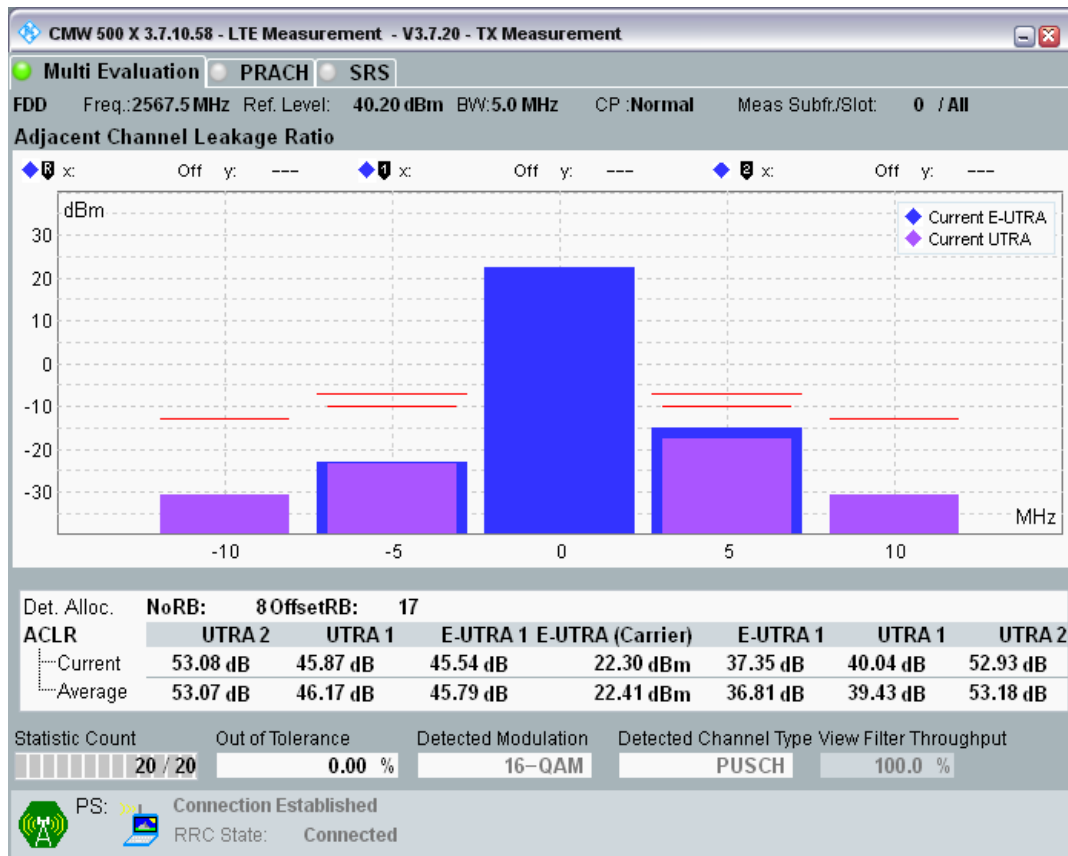 CMW 500 X 3.7.10.58 - LTE Measurement - V3.7.20 - TX Measurement
Multi Evaluation PRACH SRS
FDD Freq.:2567.5 MHz Ref. Level: 40.20 dBm BW:5.0 MHz CP :Normal Meas Subfr./Slot: 0 / All
Adjacent Channel Leakage Ratio
R x: Off y: --- 1 x: Off y: --- 2 x: Off y: ---
dBm
Current E-UTRA
Current UTRA
30
20
10
0
-10
-20
-30
MHz
-10 -5 0 5 10
Det. Alloc. NoRB: 8 OffsetRB: 17
ACLR UTRA 2 UTRA 1 E-UTRA 1 E-UTRA (Carrier) E-UTRA 1 UTRA 1 UTRA 2
Current 53.08 dB 45.87 dB 45.54 dB 22.30 dBm 37.35 dB 40.04 dB 52.93 dB
Average 53.07 dB 46.17 dB 45.79 dB 22.41 dBm 36.81 dB 39.43 dB 53.18 dB
Statistic Count Out of Tolerance Detected Modulation Detected Channel Type View Filter Throughput
20 / 20 0.00 % 16-QAM PUSCH 100.0 %
PS: Connection Established
RRC State: Connected